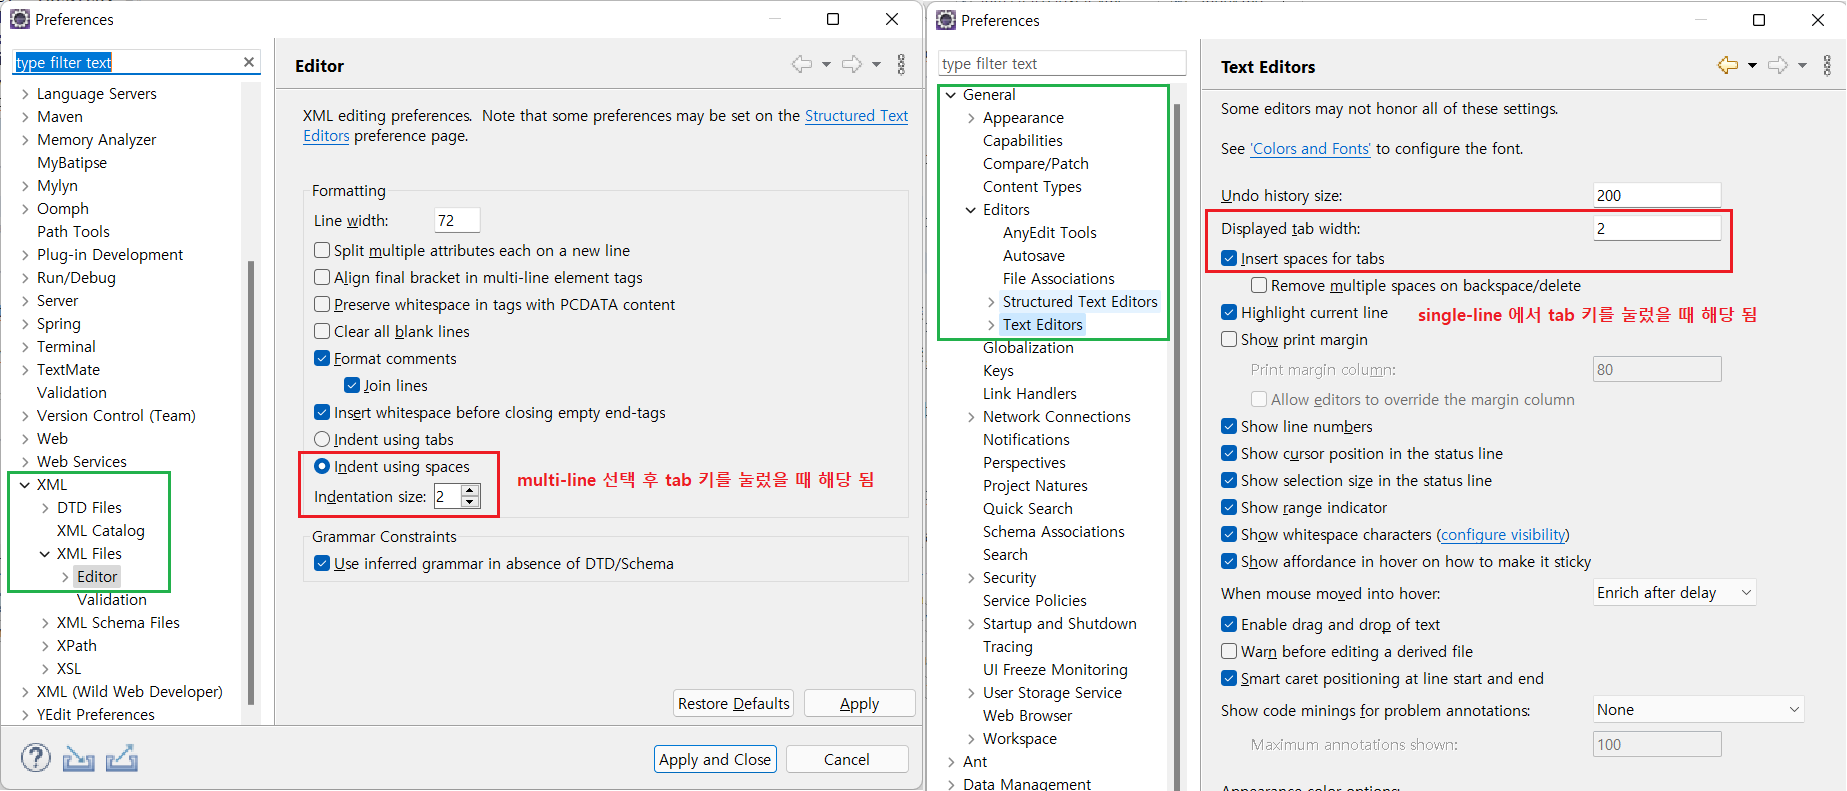 Preferences
type filter text
Language Servers
Maven
Memory Analyzer
MyBatipse
Mylyn
Oomph
Path Tools
Plug-in Development
Run/Debug
Server
Spring
Terminal
TextMate
Validation
Version Control (Team)
Web
Web Services
XML
DTD Files
XML Catalog
XML Files
Editor
Validation
XML Schema Files
XPath
XSL
XML (Wild Web Developer)
YEdit Preferences
Editor
XML editing preferences.  Note that some preferences may be set on the Structured Text
Editors preference page.
Formatting
Line width: 72
Split multiple attributes each on a new line
Align final bracket in multi-line element tags
Preserve whitespace in tags with PCDATA content
Clear all blank lines
Format comments
Join lines
Insert whitespace before closing empty end-tags
Indent using tabs
Indent using spaces
Indentation size: 2
multi-line 선택 후 tab 키를 눌렀을 때 해당 됨
Grammar Constraints
Use inferred grammar in absence of DTD/Schema
Restore Defaults
Apply
Apply and Close
Cancel
Preferences
type filter text
General
Appearance
Capabilities
Compare/Patch
Content Types
Editors
AnyEdit Tools
Autosave
File Associations
Structured Text Editors
Text Editors
Globalization
Keys
Link Handlers
Network Connections
Notifications
Perspectives
Project Natures
Quick Search
Schema Associations
Search
Security
Service Policies
Startup and Shutdown
Tracing
UI Freeze Monitoring
User Storage Service
Web Browser
Workspace
Ant
Data Management
Text Editors
Some editors may not honor all of these settings.
See 'Colors and Fonts' to configure the font.
Undo history size: 200
Displayed tab width: 2
Insert spaces for tabs
Remove multiple spaces on backspace/delete
Highlight current line
single-line 에서 tab 키를 눌렀을 때 해당 됨
Show print margin
Print margin column: 80
Allow editors to override the margin column
Show line numbers
Show cursor position in the status line
Show selection size in the status line
Show range indicator
Show whitespace characters (configure visibility)
Show affordance in hover on how to make it sticky
When mouse moved into hover: Enrich after delay
Enable drag and drop of text
Warn before editing a derived file
Smart caret positioning at line start and end
Show code minings for problem annotations: None
Maximum annotations shown: 100
Appearance color options: